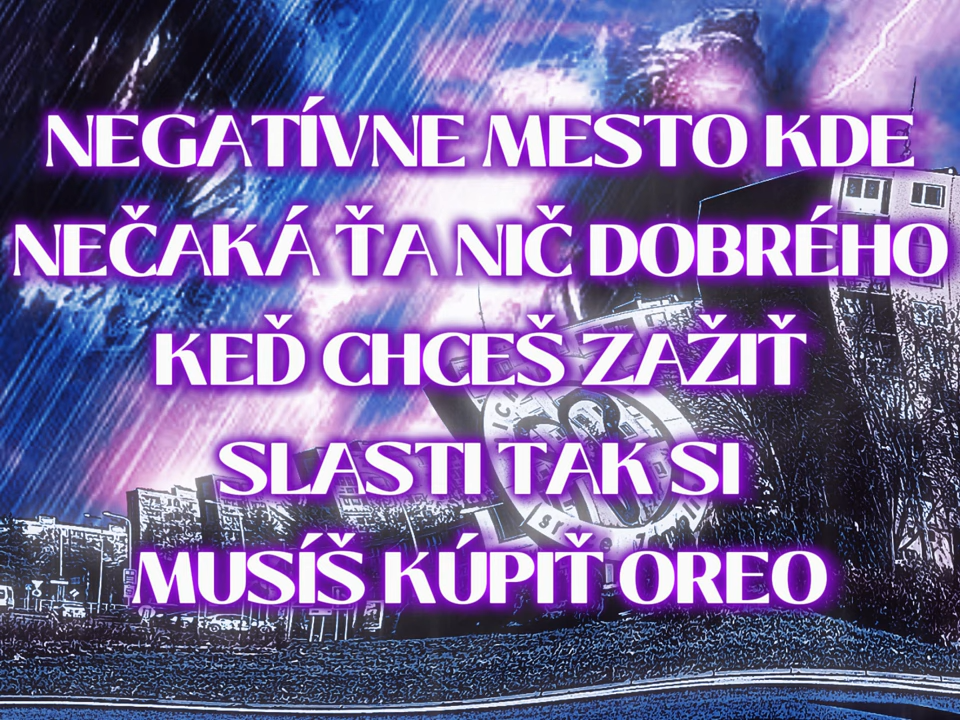 NEGATÍVNE MESTO KDE
NEČAKÁ ŤA NIČ DOBRÉHO
KEĎ CHCEŠ ZAŽIŤ
SLASTI TAK SI
MUSÍŠ KÚPIŤ OREO